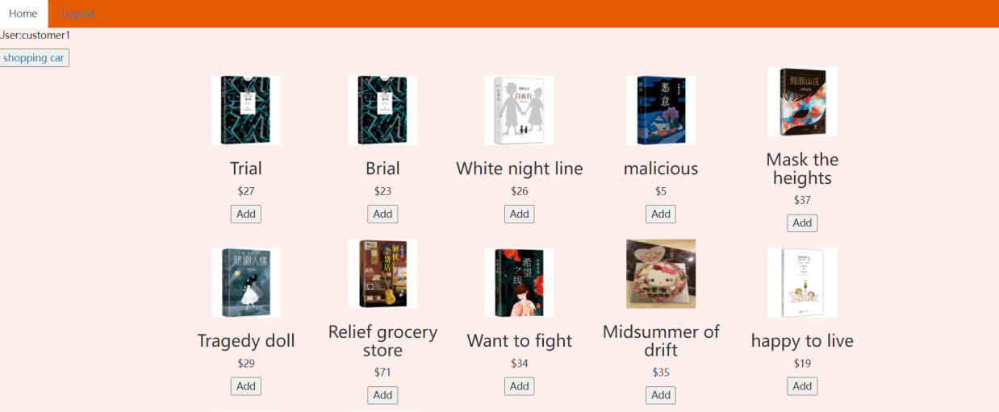 Home Logout
User:customer1
shopping car
恶意
假面山庄
白夜行
Trial Brial White night line malicious Mask the
heights
$27 $23 $26 $5 $37
Add Add Add Add Add
悲剧人偶
解忧
杂货店
希望
之线
Tragedy doll Relief grocery
store Want to fight Midsummer of
drift happy to live
$29 $71 $34 $35 $19
Add Add Add Add Add